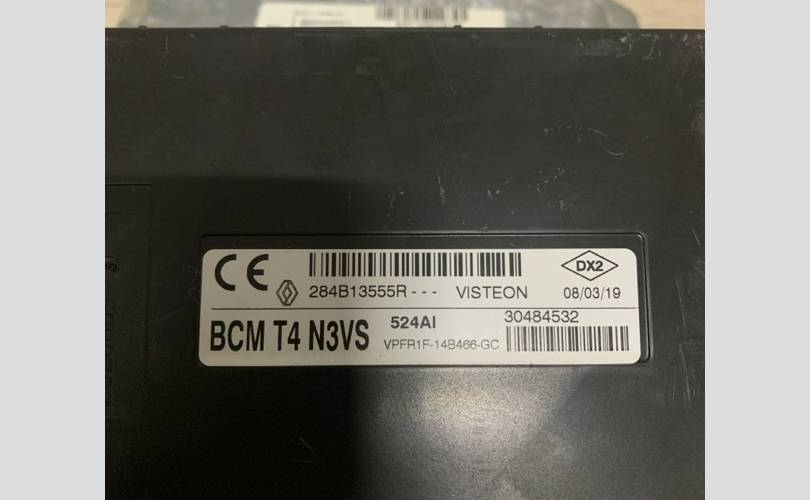 CE 284B13555R--- VISTEON DX2 08/03/19
BCM T4 N3VS 524AI 30484532
VPFR1F-14B466-GC